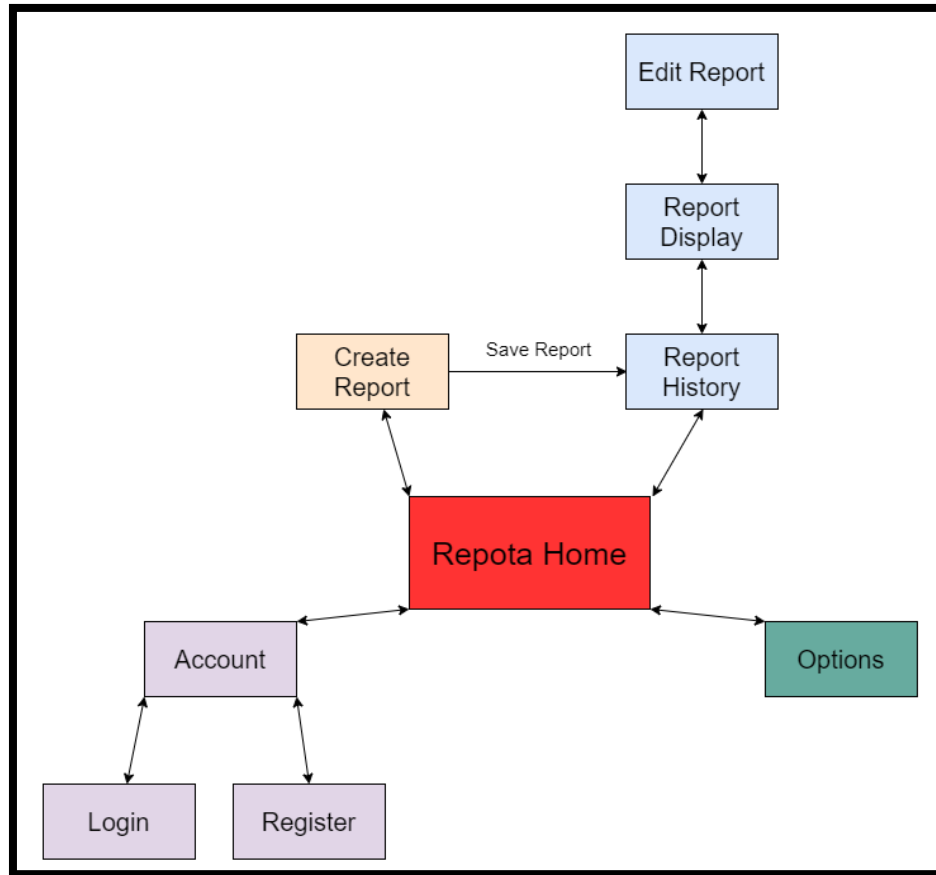 Edit Report
Report
Display
Create
Report
Save Report
Report
History
Repota Home
Account
Options
Login
Register